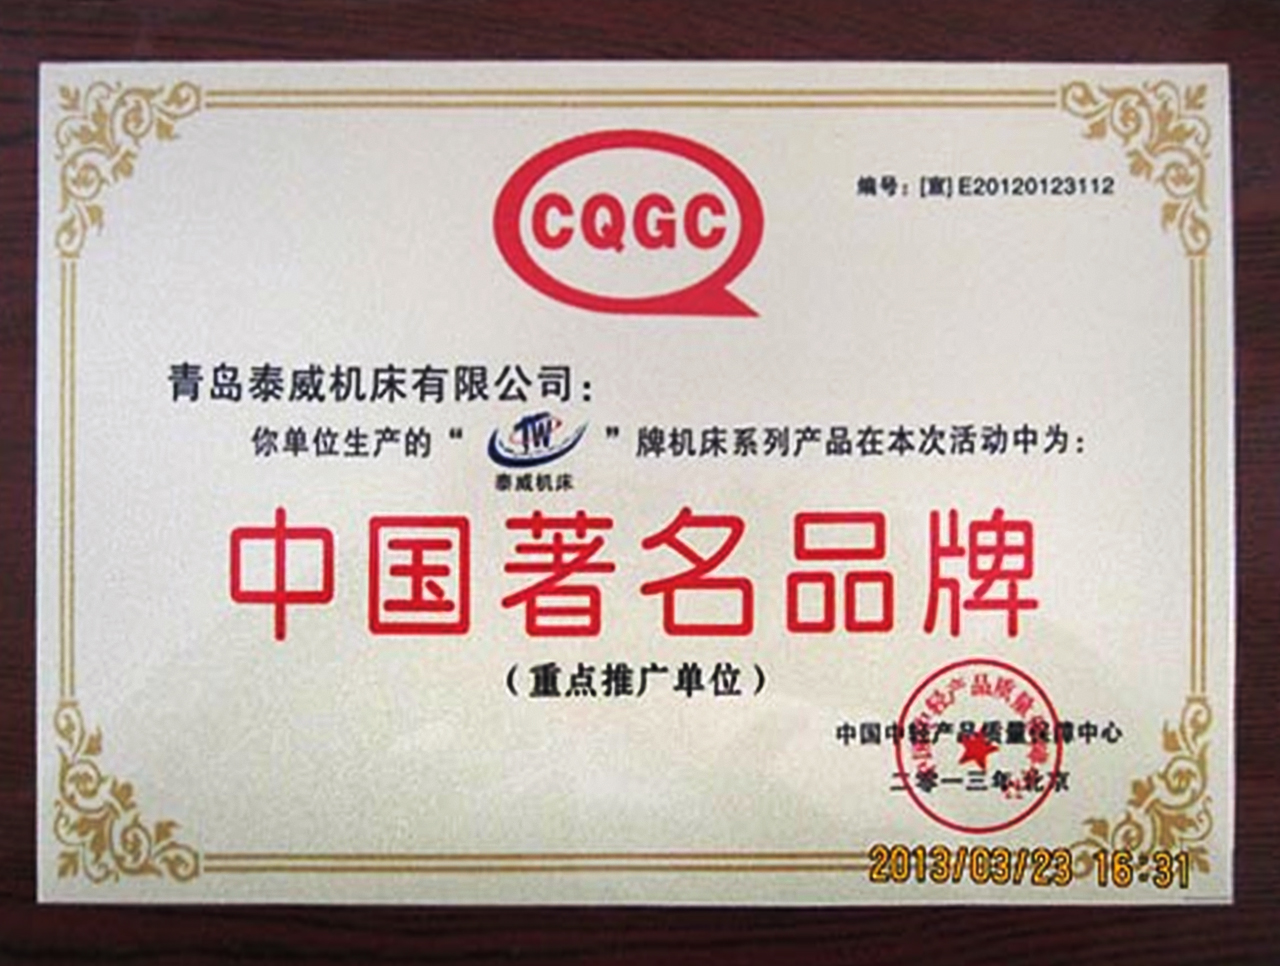 CQGC
编号：[宣] E20120123112
青岛泰威机床有限公司：
你单位生产的“TW”牌机床系列产品在本次活动中为：
泰威机床
中国著名品牌
（重点推广单位）
中国中轻产品质量保障中心
二零一三年 北京
2013/03/23 16:31